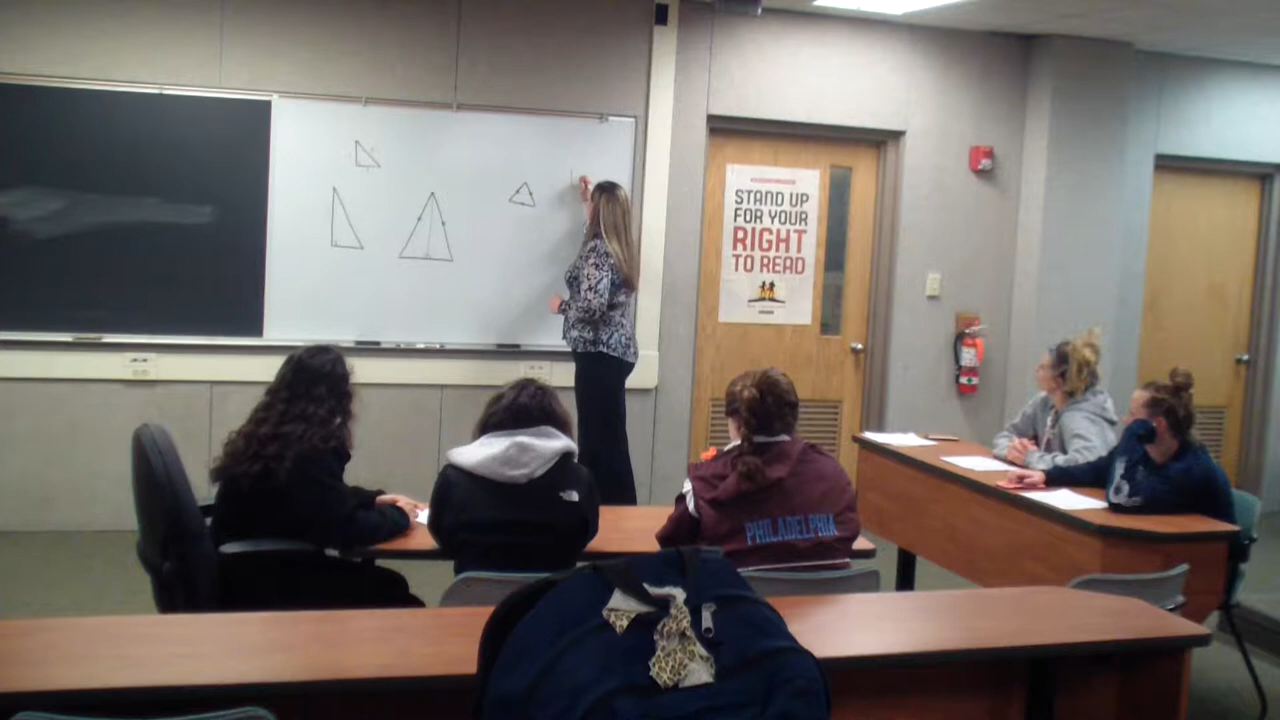 STAND UP
FOR YOUR
RIGHT
TO READ
PHILADELPHIA